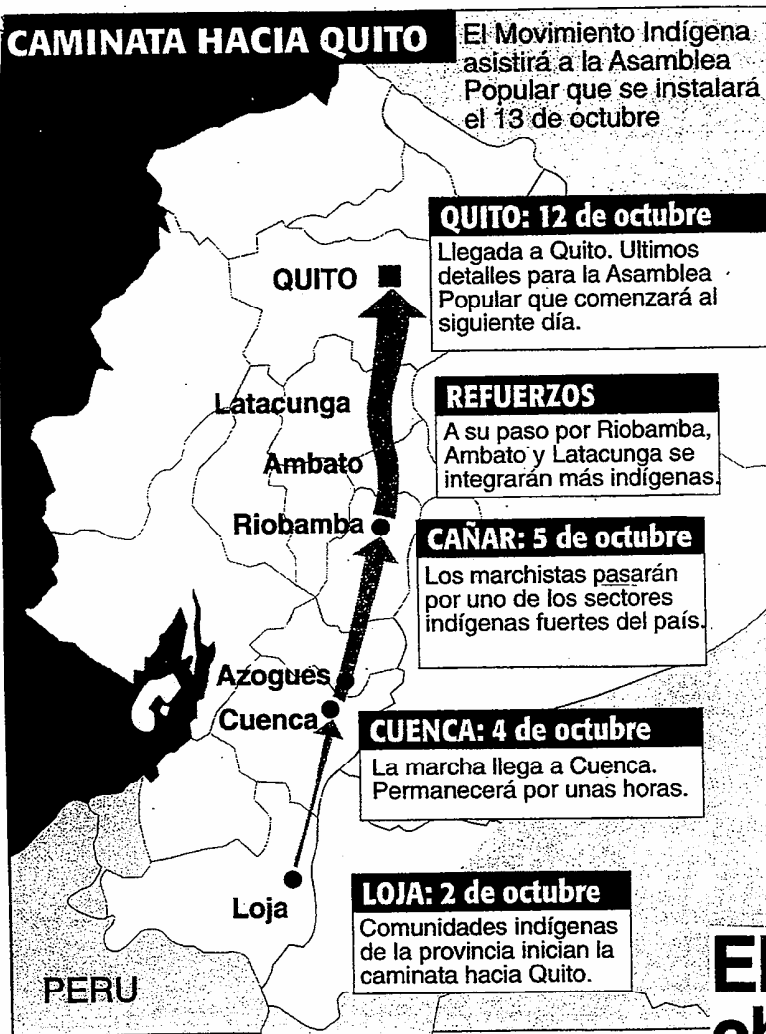 CAMINATA HACIA QUITO
El Movimiento Indígena
asistirá a la Asamblea
Popular que se instalará
el 13 de octubre
QUITO: 12 de octubre
Llegada a Quito. Ultimos
detalles para la Asamblea
Popular que comenzará al
siguiente día.
QUITO
REFUERZOS
A su paso por Riobamba,
Ambato y Latacunga se
integrarán más indígenas.
Latacunga
Ambato
Riobamba
CAÑAR: 5 de octubre
Los marchistas pasarán
por uno de los sectores
indígenas fuertes del país.
Azogues
Cuenca
CUENCA: 4 de octubre
La marcha llega a Cuenca.
Permanecerá por unas horas.
Loja
LOJA: 2 de octubre
Comunidades indígenas
de la provincia inician la
caminata hacia Quito.
PERU